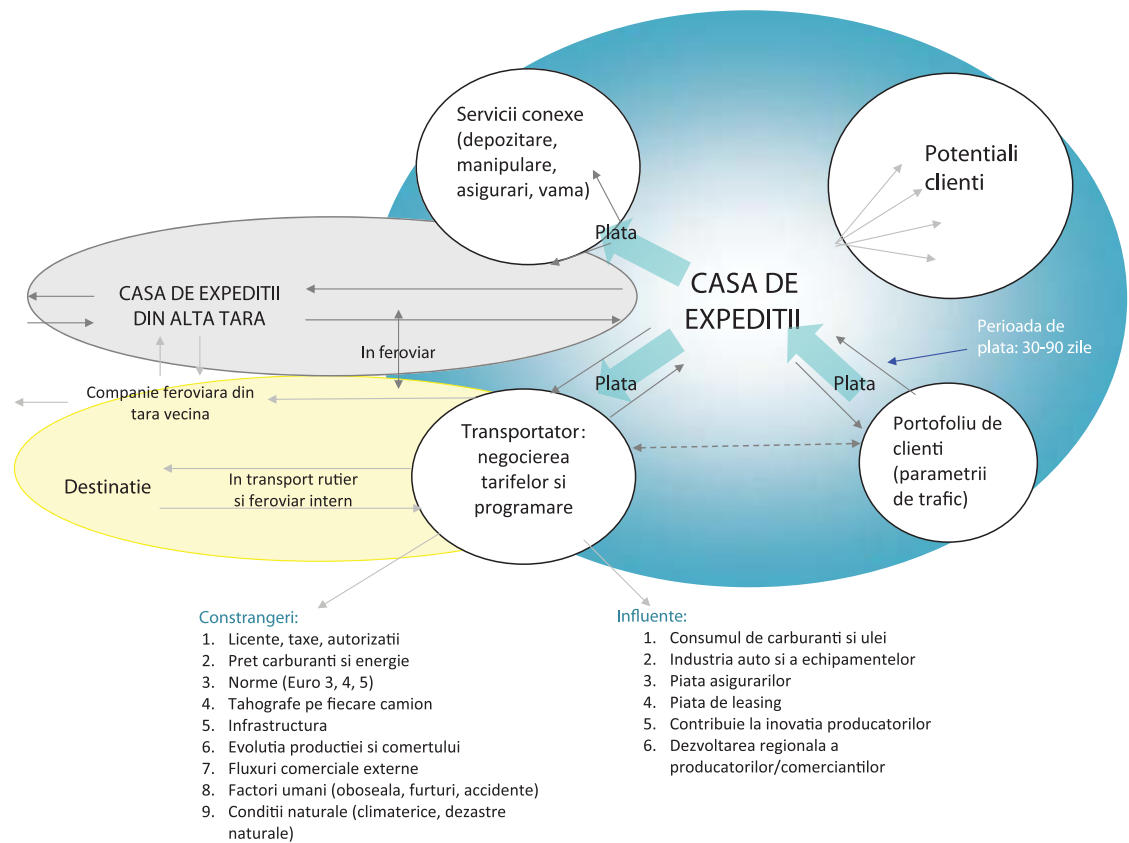 Servicii conexe
(depozitare,
manipulare,
asigurari, vama)
Potentiali
clienti
Plata
CASA DE EXPEDITII
DIN ALTA TARA
CASA DE
EXPEDITII
In feroviar
Perioada de
plata: 30-90 zile
Plata
Plata
Companie feroviara din
tara vecina
Transportator:
negocierea
tarifelor si
programare
Portofoliu de
clienti
(parametrii
de trafic)
Destinatie
In transport rutier
si feroviar intern
Constrangeri:
1. Licente, taxe, autorizatii
2. Pret carburanti si energie
3. Norme (Euro 3, 4, 5)
4. Tahografe pe fiecare camion
5. Infrastructura
6. Evolutia productiei si comertului
7. Fluxuri comerciale externe
8. Factori umani (oboseala, furturi, accidente)
9. Conditii naturale (climaterice, dezastre
naturale)
Influente:
1. Consumul de carburanti si ulei
2. Industria auto si a echipamentelor
3. Piata asigurarilor
4. Piata de leasing
5. Contribuie la inovatia producatorilor
6. Dezvoltarea regionala a
producatorilor/comerciantilor